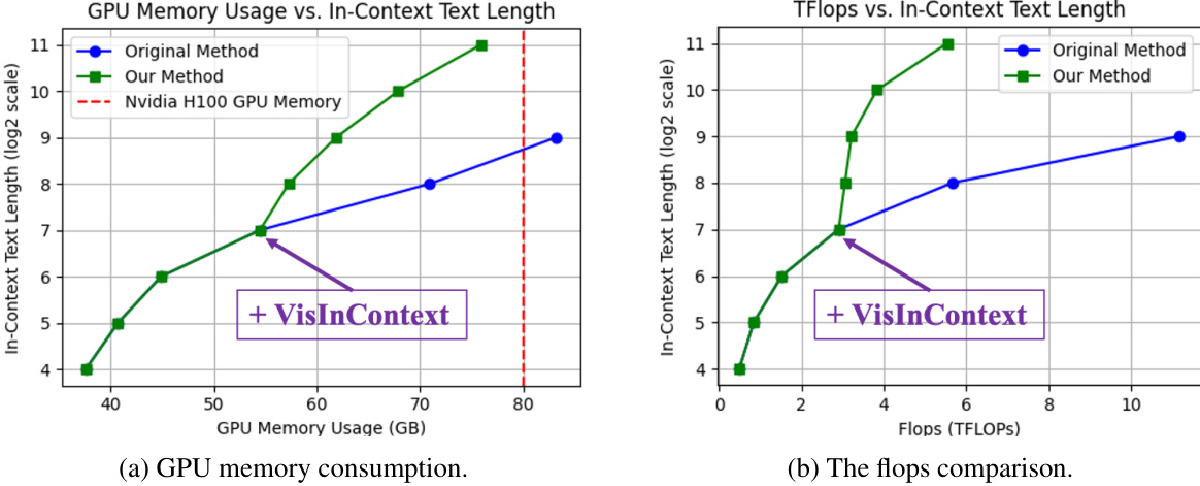 GPU Memory Usage vs. In-Context Text Length
In-Context Text Length (log2 scale)
11
10
9
8
7
6
5
4
Original Method
Our Method
Nvidia H100 GPU Memory
+ VisInContext
40 50 60 70 80
GPU Memory Usage (GB)
(a) GPU memory consumption.
TFlops vs. In-Context Text Length
In-Context Text Length (log2 scale)
11
10
9
8
7
6
5
4
Original Method
Our Method
+ VisInContext
0 2 4 6 8 10
Flops (TFLOPs)
(b) The flops comparison.